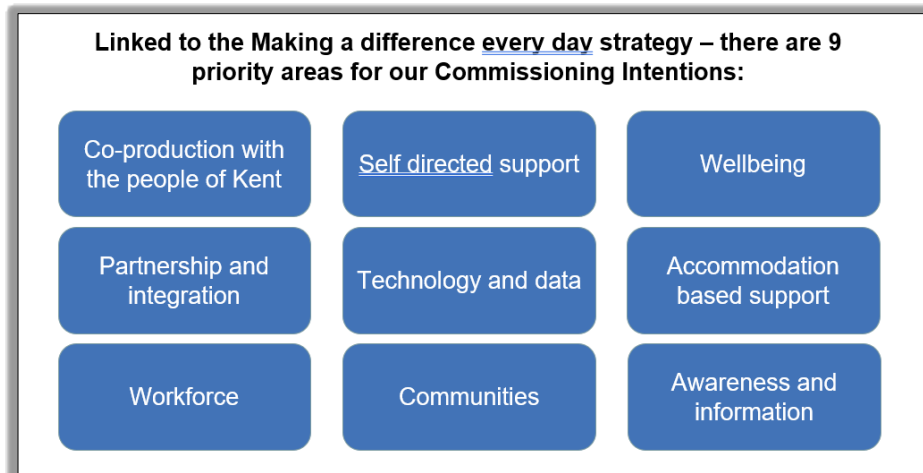 Linked to the Making a difference every day strategy – there are 9
priority areas for our Commissioning Intentions:
Co-production with
the people of Kent
Self directed support
Wellbeing
Partnership and
integration
Technology and data
Accommodation
based support
Workforce
Communities
Awareness and
information